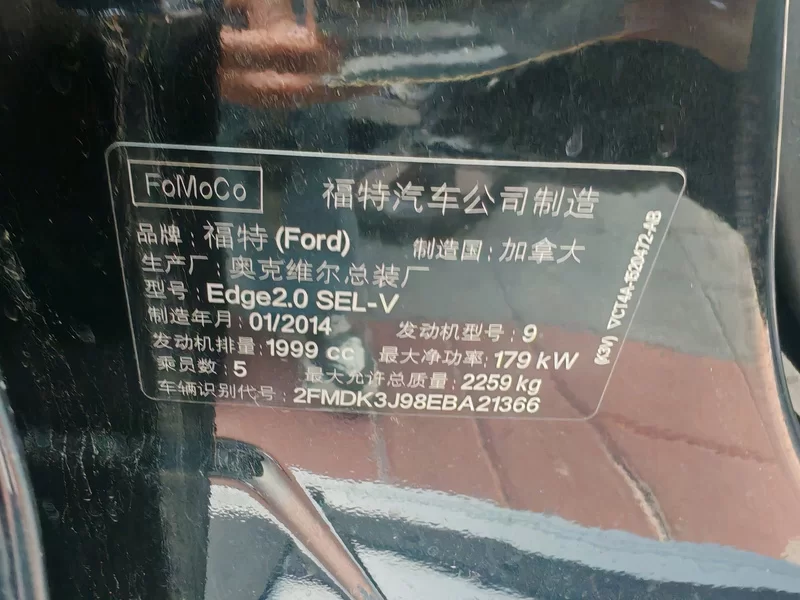 FoMoCo 福特汽车公司制造
品牌：福特 (Ford) 制造国：加拿大
生产厂：奥克维尔总装厂
型号：Edge2.0 SEL-V
制造年月：01/2014 发动机型号：9
发动机排量：1999 cc 最大净功率：179 kW
乘员数：5 最大允许总质量：2259 kg
车辆识别代号：2FMDK3J98EBA21366
(K3V) VCT4A-1520472-AB